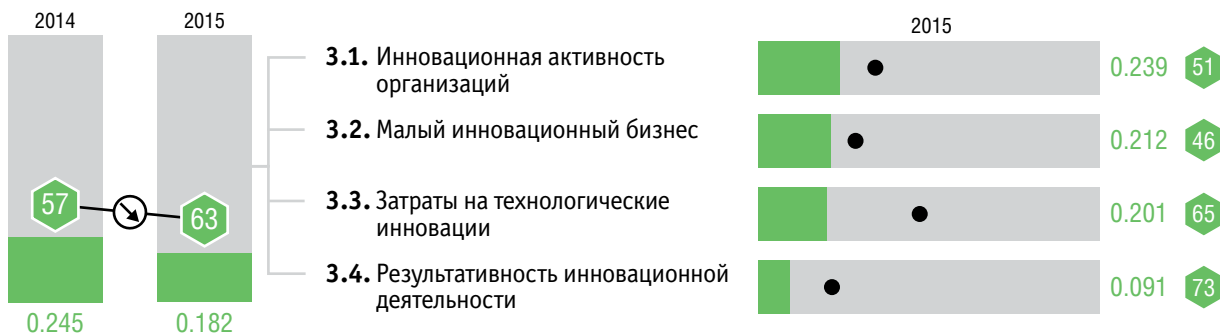 2014
2015
57
63
0.245
0.182
3.1. Инновационная активность
организаций
3.2. Малый инновационный бизнес
3.3. Затраты на технологические
инновации
3.4. Результативность инновационной
деятельности
2015
0.239 51
0.212 46
0.201 65
0.091 73